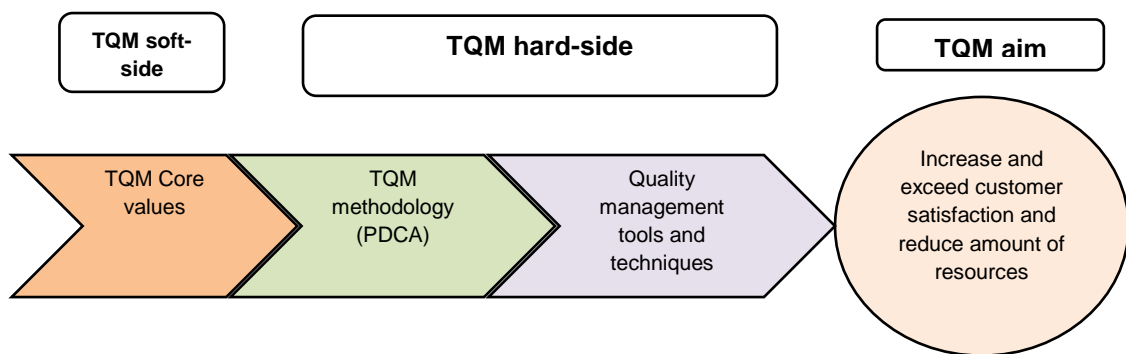 TQM soft-
side
TQM hard-side
TQM aim
TQM Core
values
TQM
methodology
(PDCA)
Quality
management
tools and
techniques
Increase and
exceed customer
satisfaction and
reduce amount of
resources